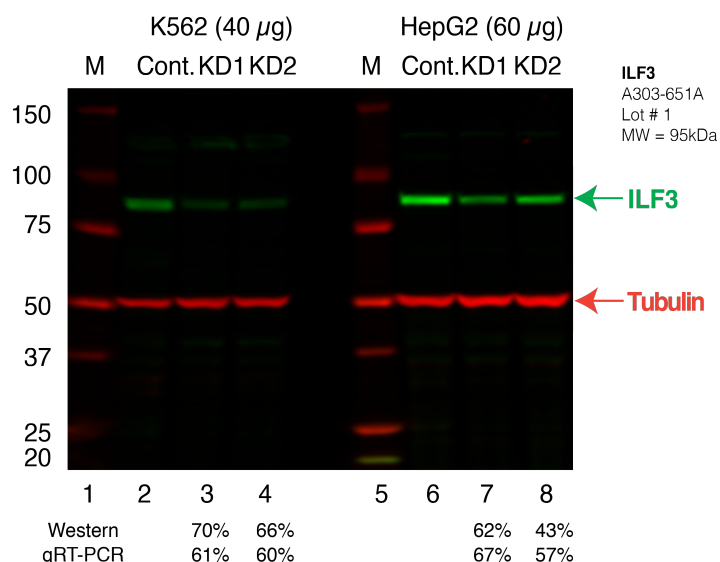 K562 (40 µg) HepG2 (60 µg)
M Cont. KD1 KD2 M Cont. KD1 KD2
ILF3
A303-651A
Lot # 1
MW = 95kDa
150
100
75
50
37
25
20
ILF3
Tubulin
1 2 3 4 5 6 7 8
Western 70% 66% 62% 43%
qRT-PCR 61% 60% 67% 57%